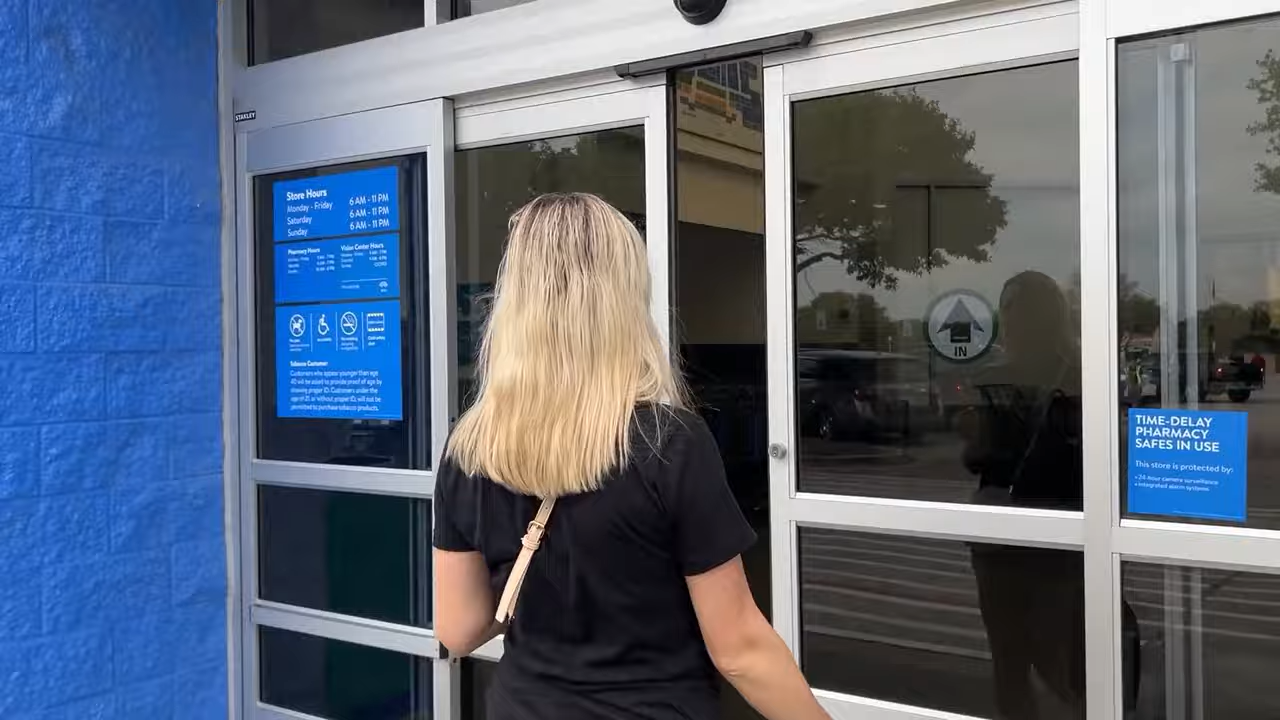 STANLEY
Store Hours
Monday - Friday 6 AM - 11 PM
Saturday 6 AM - 11 PM
Sunday 6 AM - 11 PM
Pharmacy Hours
Vision Center Hours
Tobacco Customer
Customers who appear younger than age
40 will be asked to provide proof of age by
showing proper ID. Customers under the
age of 21, or without proper ID, will not be
permitted to purchase tobacco products.
IN
TIME-DELAY
PHARMACY
SAFES IN USE
This store is protected by:
• 24 hour camera surveillance
• Integrated alarm systems